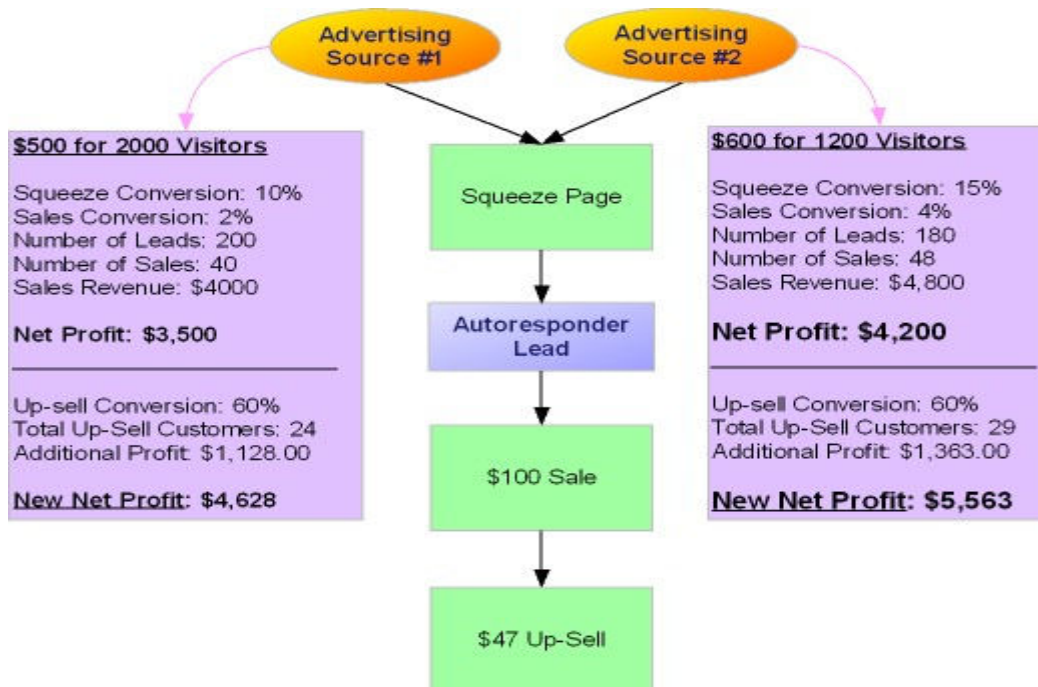 Advertising
Source #1
Advertising
Source #2
$500 for 2000 Visitors
Squeeze Conversion: 10%
Sales Conversion: 2%
Number of Leads: 200
Number of Sales: 40
Sales Revenue: $4000
Net Profit: $3,500
Up-sell Conversion: 60%
Total Up-Sell Customers: 24
Additional Profit: $1,128.00
New Net Profit: $4,628
Squeeze Page
Autoresponder
Lead
$100 Sale
$47 Up-Sell
$600 for 1200 Visitors
Squeeze Conversion: 15%
Sales Conversion: 4%
Number of Leads: 180
Number of Sales: 48
Sales Revenue: $4,800
Net Profit: $4,200
Up-sell Conversion: 60%
Total Up-Sell Customers: 29
Additional Profit: $1,363.00
New Net Profit: $5,563